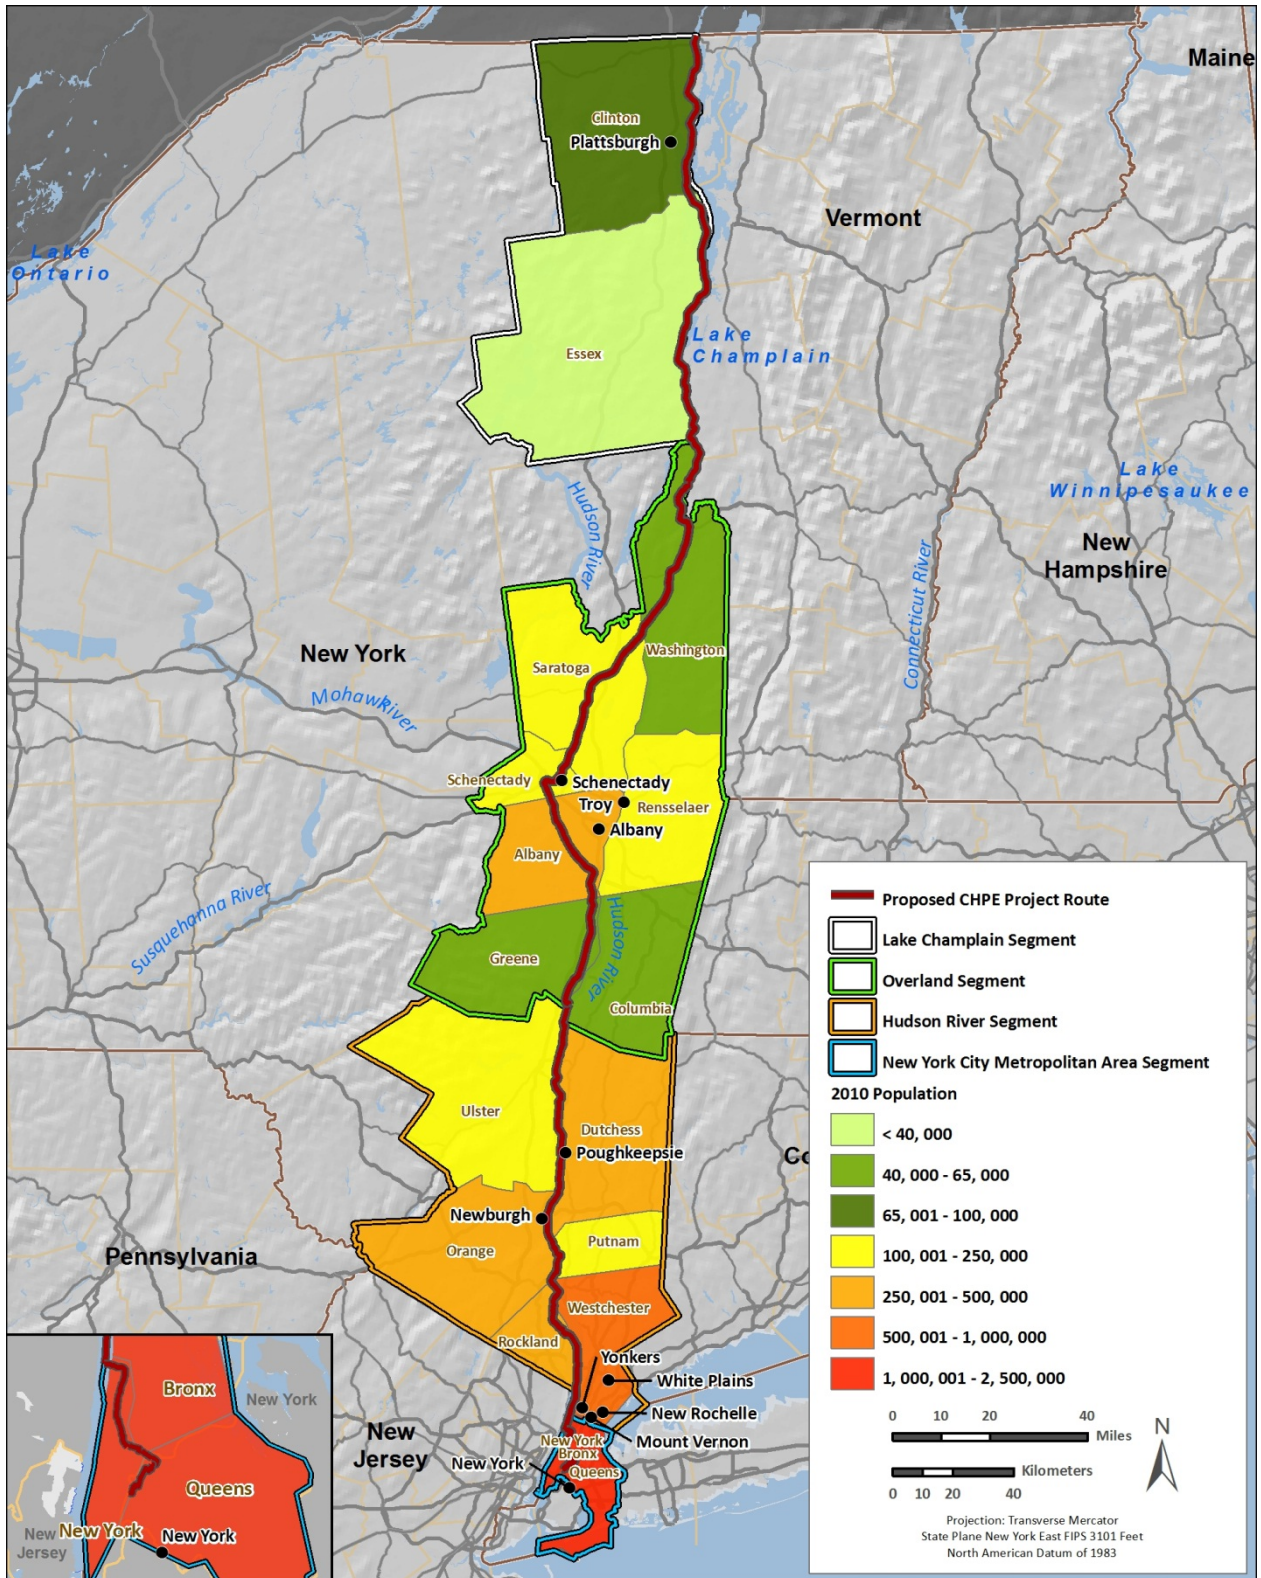 Maine
Clinton
Plattsburgh
Vermont
Lake
Ontario
Lake
Champlain
Essex
Lake
Winnipesaukee
Hudson River
New
Hampshire
Connecticut River
New York
Washington
Saratoga
Mohawk River
Schenectady
Schenectady
Troy
Rensselaer
Albany
Albany
Susquehanna River
Hudson River
Greene
Columbia
Ulster
Dutchess
Poughkeepsie
Co
Newburgh
Orange
Putnam
Pennsylvania
Westchester
Rockland
Yonkers
White Plains
New Rochelle
Mount Vernon
New
Jersey
New York
Bronx
New York
Queens
Proposed CHPE Project Route
Lake Champlain Segment
Overland Segment
Hudson River Segment
New York City Metropolitan Area Segment
2010 Population
< 40, 000
40, 000 - 65, 000
65, 001 - 100, 000
100, 001 - 250, 000
250, 001 - 500, 000
500, 001 - 1, 000, 000
1, 000, 001 - 2, 500, 000
0 10 20 40
Miles
N
Kilometers
0 10 20 40
Projection: Transverse Mercator
State Plane New York East FIPS 3101 Feet
North American Datum of 1983
Bronx
New York
Queens
New York
New York
New
Jersey